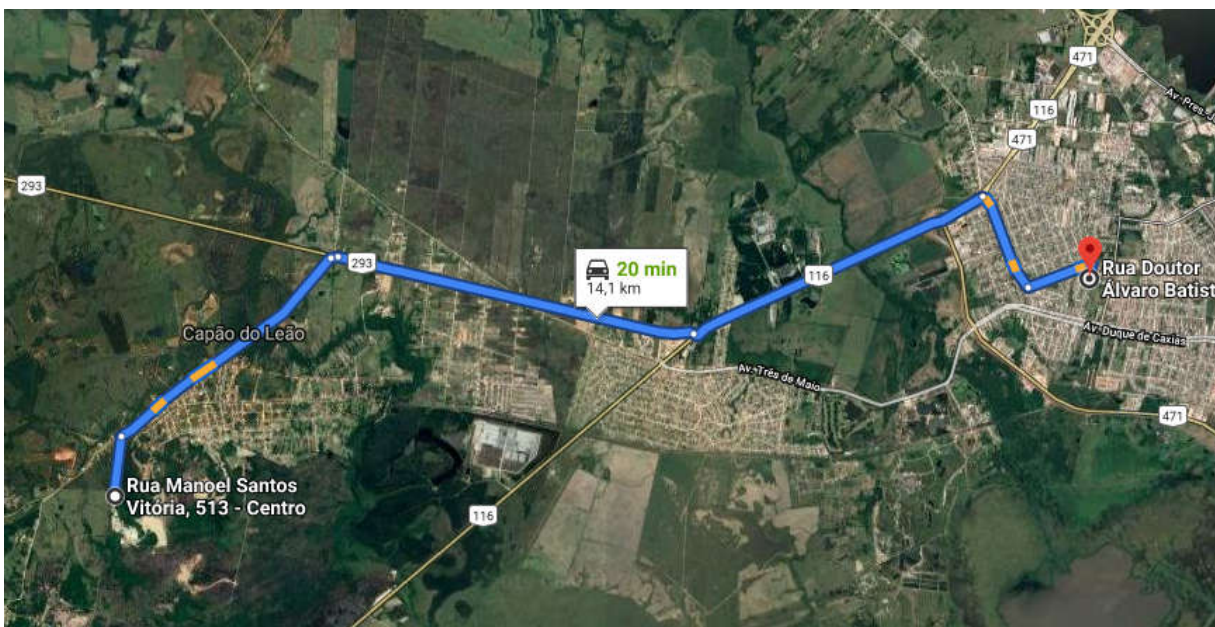 471
116
471
Av. Pres. J
293
293
20 min
14,1 km
116
Rua Doutor
Álvaro Batist
Capão do Leão
Av. Duque de Caxias
Av. Três de Maio
471
Rua Manoel Santos
Vitória, 513 - Centro
116